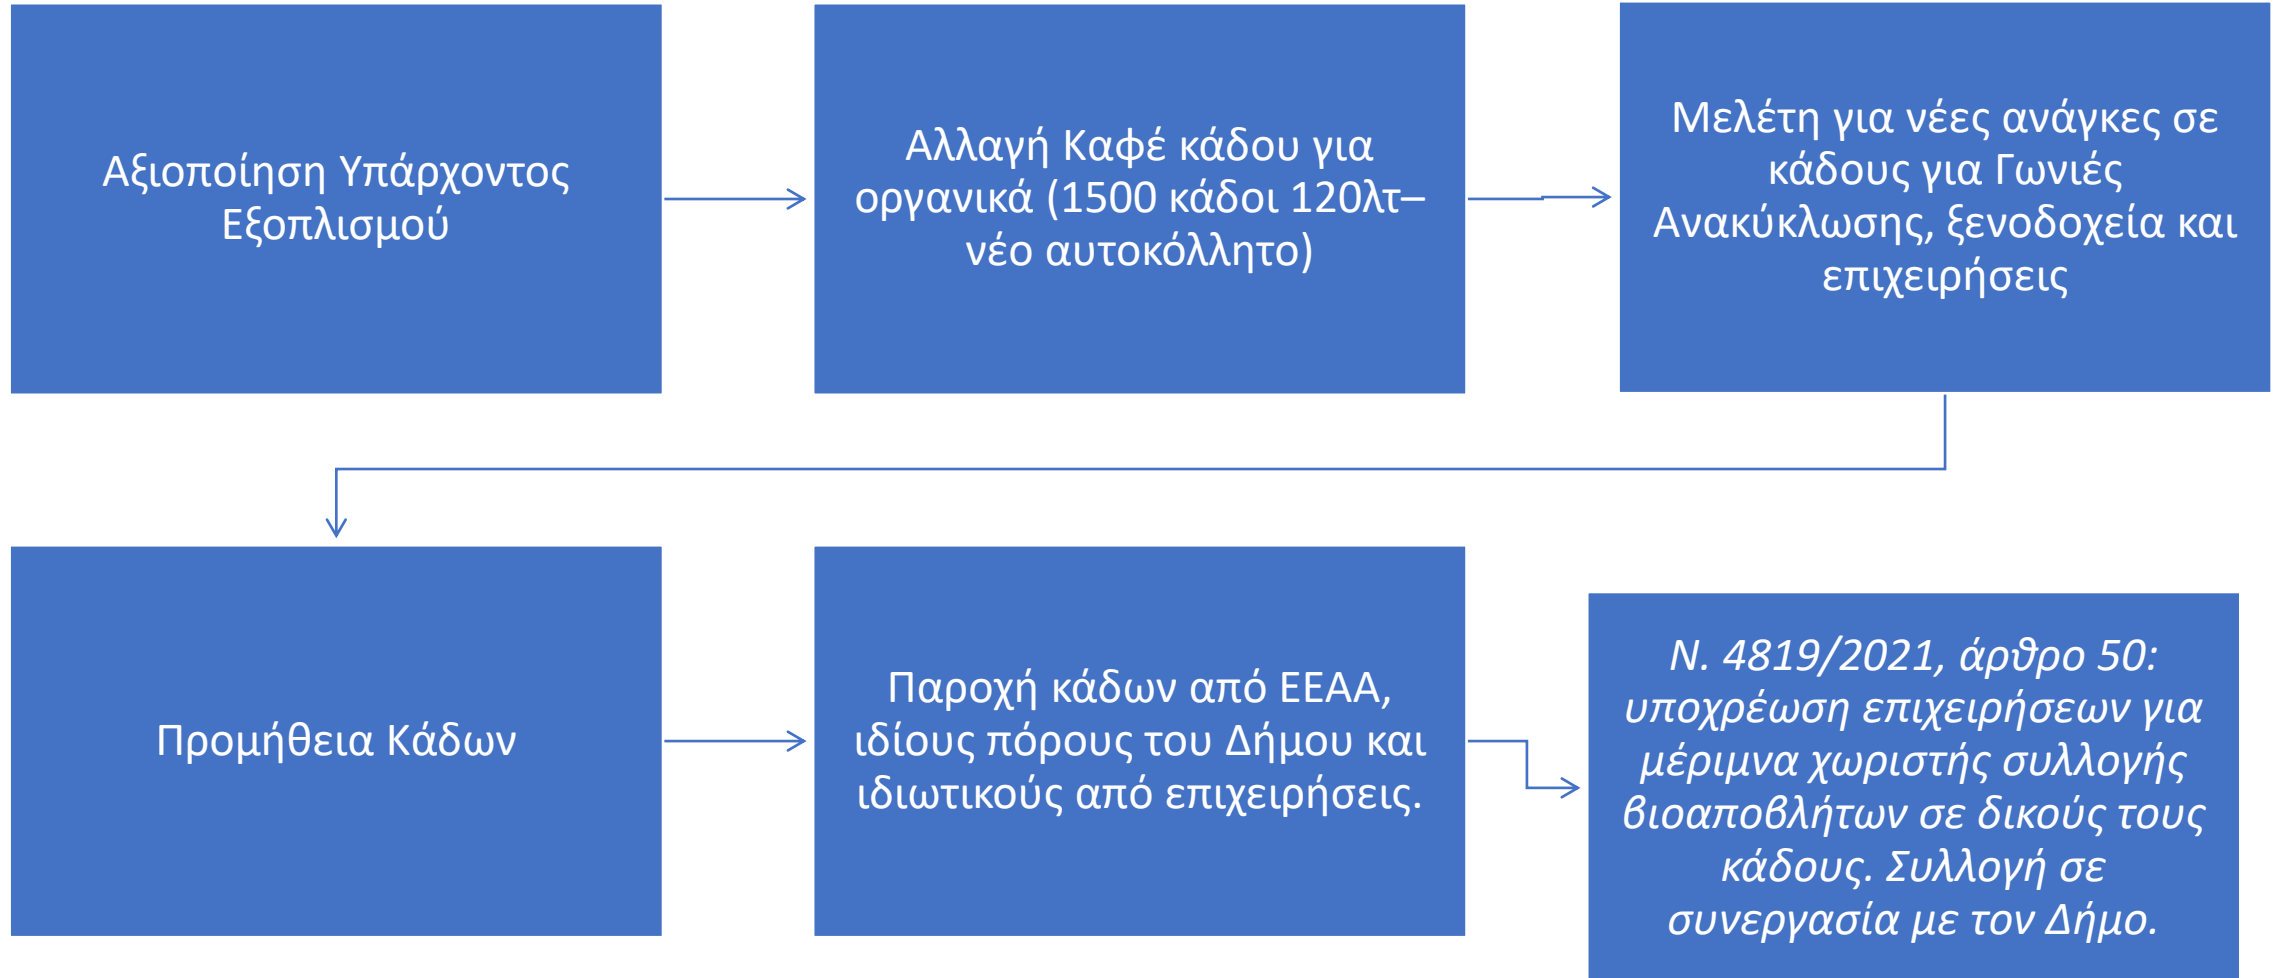 Αξιοποίηση Υπάρχοντος
Εξοπλισμού
Αλλαγή Καφέ κάδου για
οργανικά (1500 κάδοι 120λτ–
νέο αυτοκόλλητο)
Μελέτη για νέες ανάγκες σε
κάδους για Γωνιές
Ανακύκλωσης, ξενοδοχεία και
επιχειρήσεις
Προμήθεια Κάδων
Παροχή κάδων από ΕΕΑΑ,
ιδίους πόρους του Δήμου και
ιδιωτικούς από επιχειρήσεις.
Ν. 4819/2021, άρθρο 50:
υποχρέωση επιχειρήσεων για
μέριμνα χωριστής συλλογής
βιοαποβλήτων σε δικούς τους
κάδους. Συλλογή σε
συνεργασία με τον Δήμο.